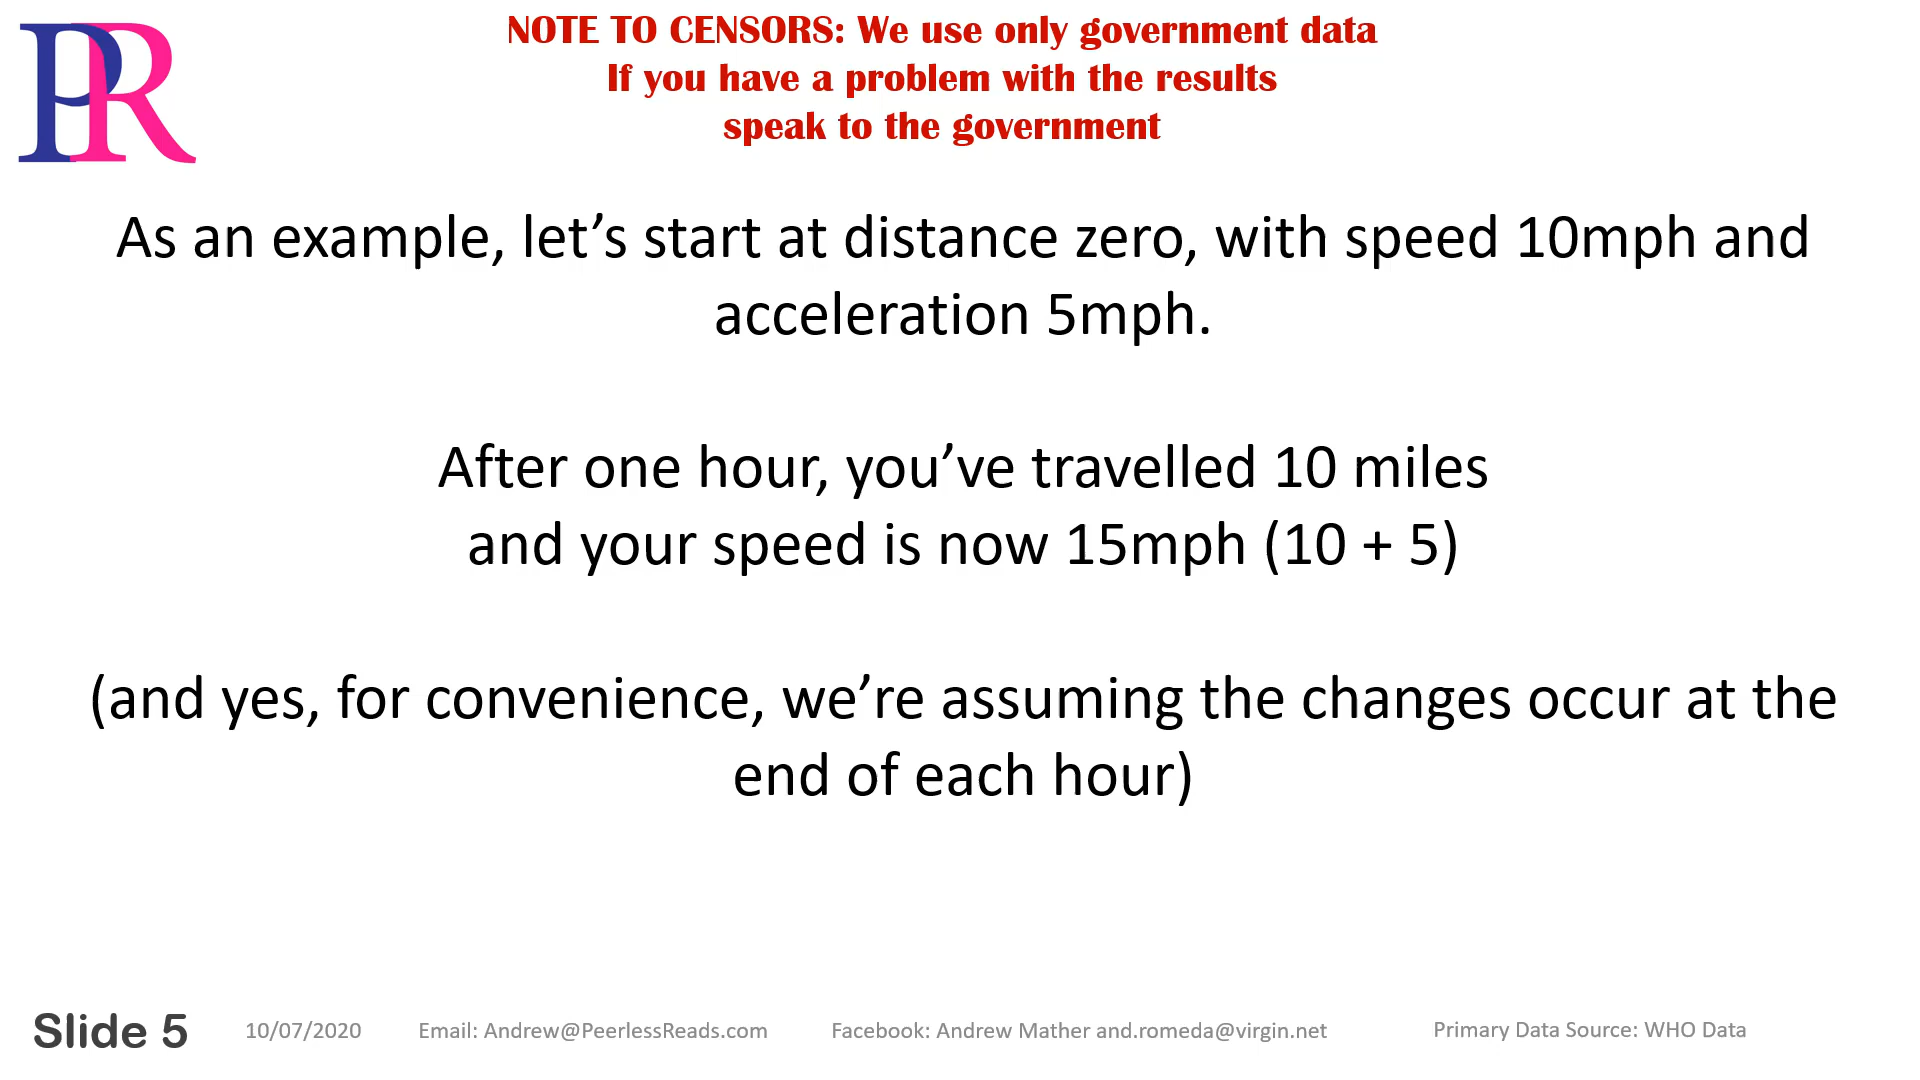 PR
NOTE TO CENSORS: We use only government data
If you have a problem with the results
speak to the government
As an example, let’s start at distance zero, with speed 10mph and
acceleration 5mph.
After one hour, you’ve travelled 10 miles
and your speed is now 15mph (10 + 5)
(and yes, for convenience, we’re assuming the changes occur at the
end of each hour)
Slide 5 10/07/2020 Email: Andrew@PeerlessReads.com Facebook: Andrew Mather and.romeda@virgin.net Primary Data Source: WHO Data